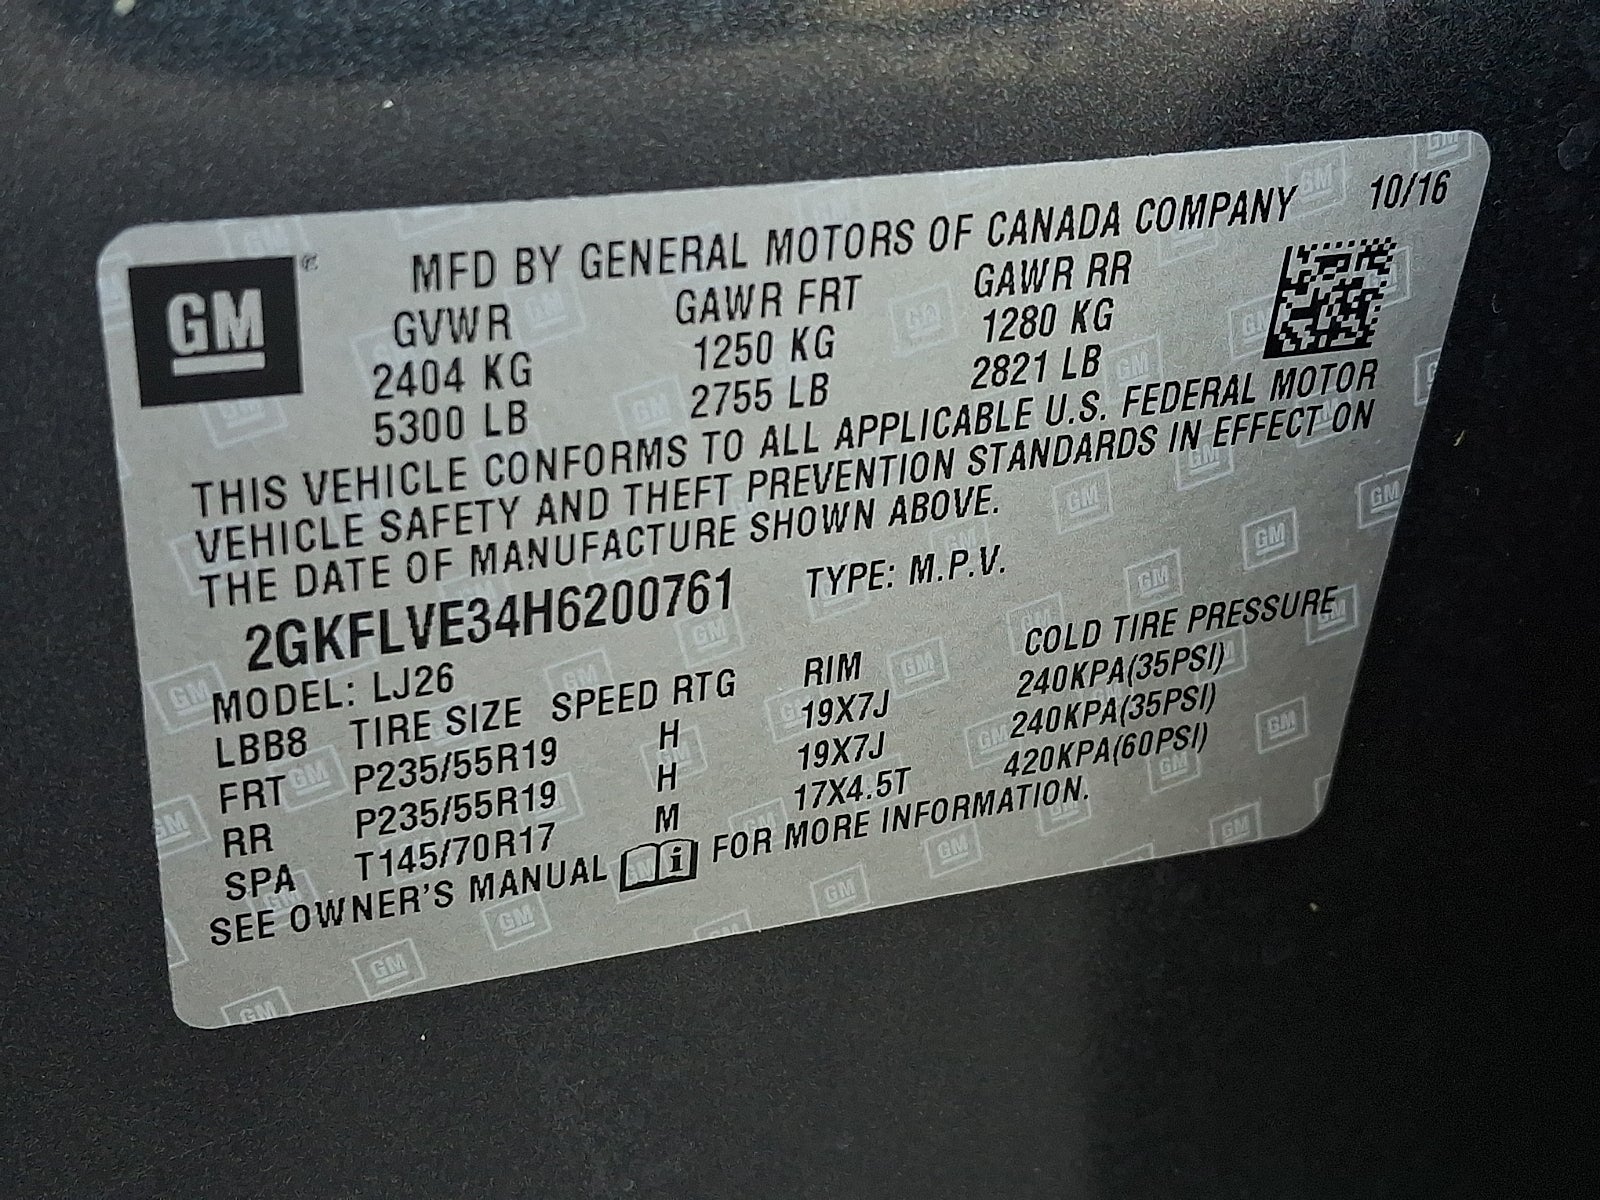 GM
MFD BY GENERAL MOTORS OF CANADA COMPANY 10/16
GVWR GAWR FRT GAWR RR
2404 KG 1250 KG 1280 KG
5300 LB 2755 LB 2821 LB
THIS VEHICLE CONFORMS TO ALL APPLICABLE U.S. FEDERAL MOTOR
VEHICLE SAFETY AND THEFT PREVENTION STANDARDS IN EFFECT ON
THE DATE OF MANUFACTURE SHOWN ABOVE.
2GKFLVE34H6200761 TYPE: M.P.V.
MODEL: LJ26
LBB8 TIRE SIZE SPEED RTG RIM COLD TIRE PRESSURE
FRT P235/55R19 H 19X7J 240KPA(35PSI)
RR P235/55R19 H 19X7J 240KPA(35PSI)
SPA T145/70R17 M 17X4.5T 420KPA(60PSI)
SEE OWNER'S MANUAL i FOR MORE INFORMATION.